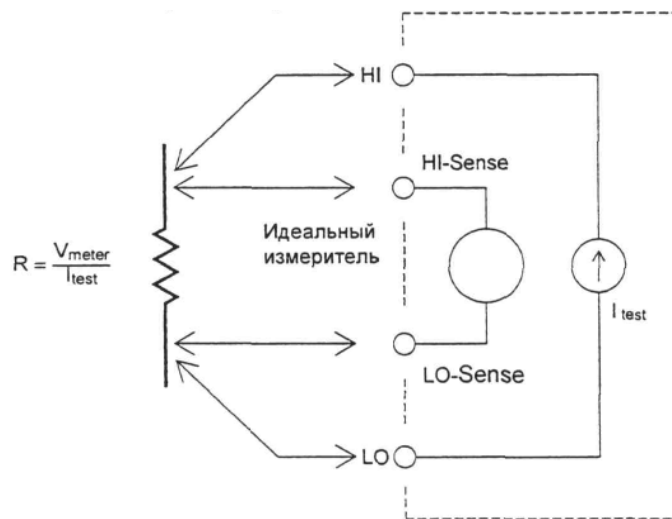 HI
HI-Sense
Идеальный
измеритель
R = V_meter / I_test
I_test
LO-Sense
LO